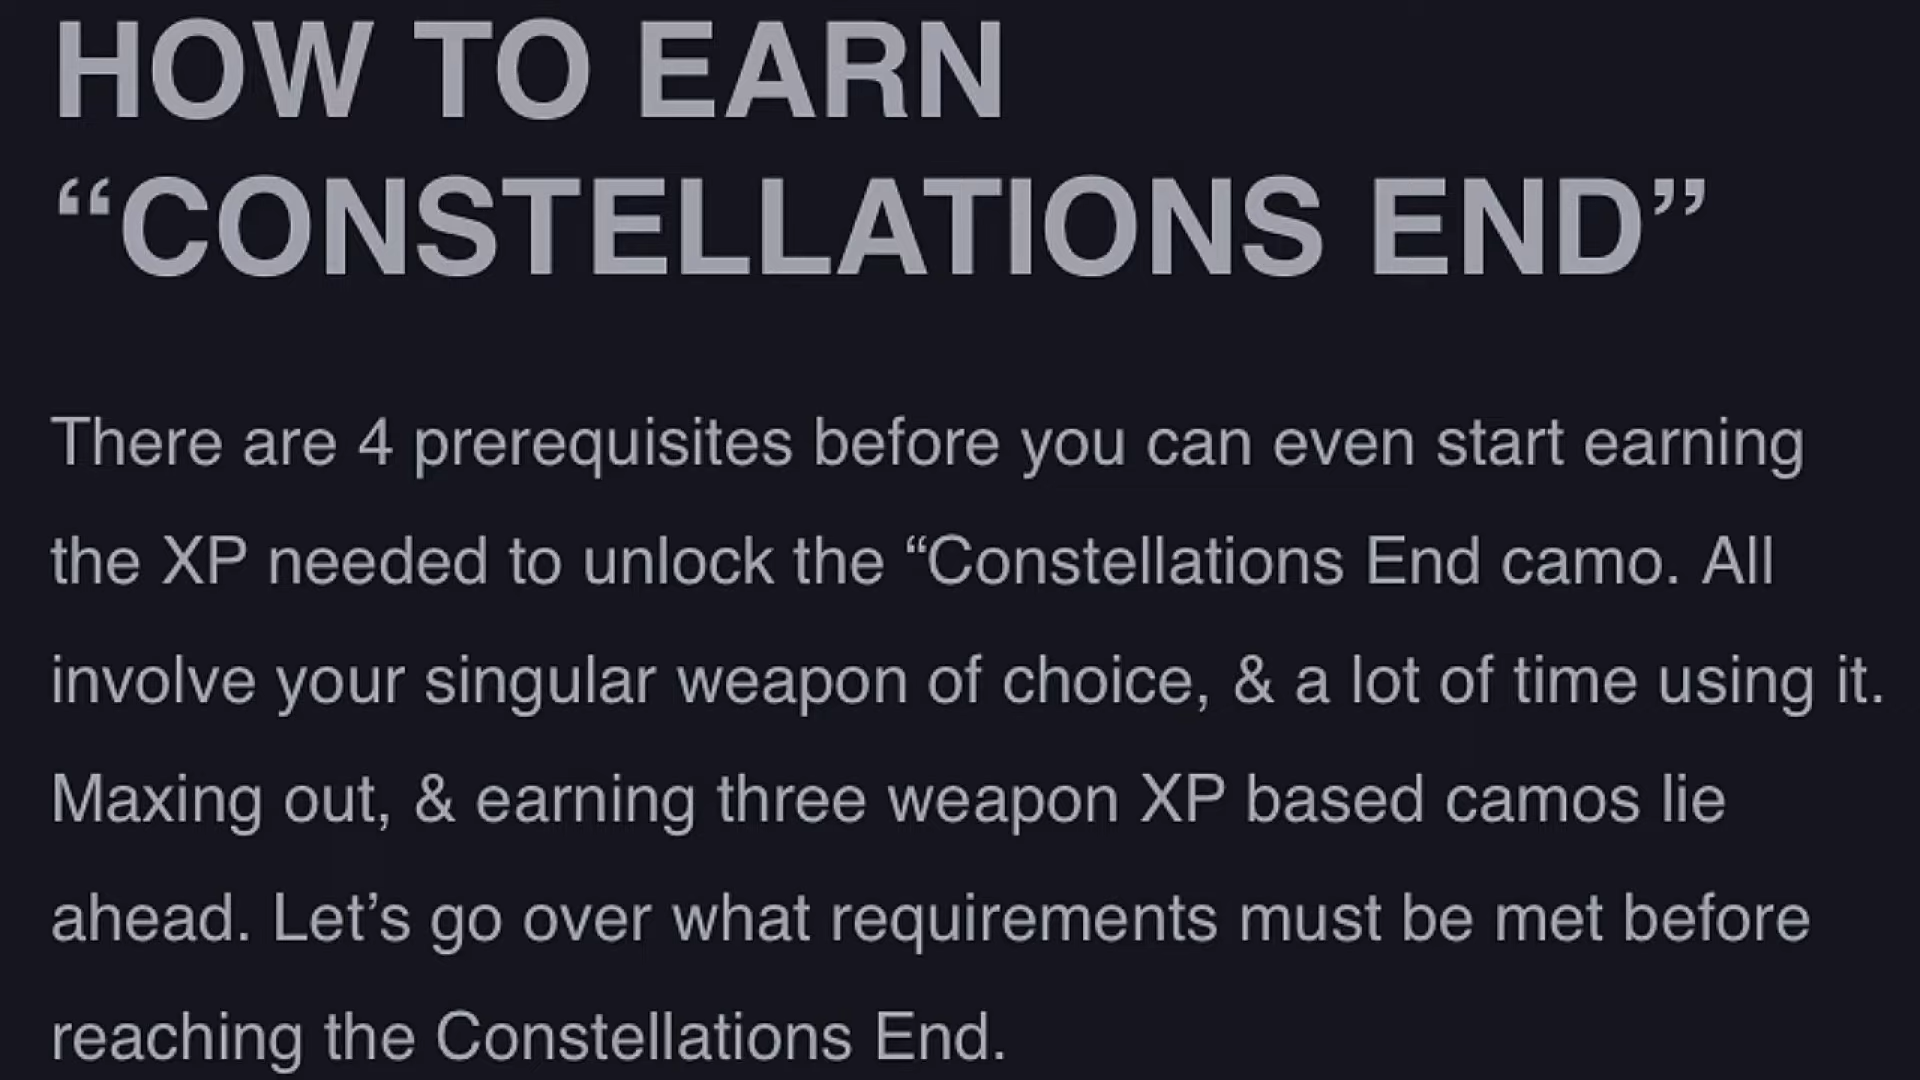 HOW TO EARN
“CONSTELLATIONS END”
There are 4 prerequisites before you can even start earning
the XP needed to unlock the “Constellations End camo. All
involve your singular weapon of choice, & a lot of time using it.
Maxing out, & earning three weapon XP based camos lie
ahead. Let’s go over what requirements must be met before
reaching the Constellations End.